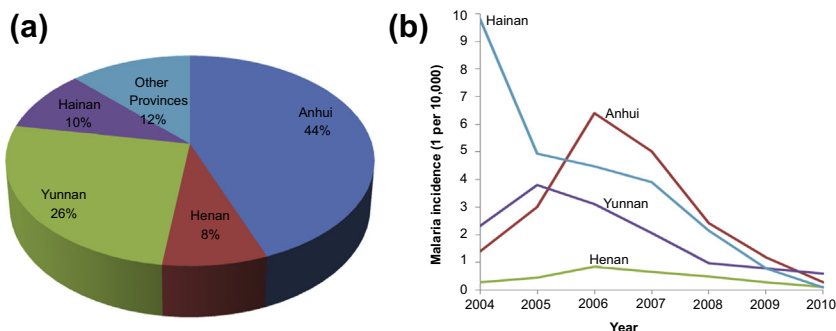 (a)
Other
Provinces
12%
Hainan
10%
Anhui
44%
Yunnan
26%
Henan
8%
(b)
Malaria incidence (1 per 10,000)
10
9
8
7
6
5
4
3
2
1
0
Hainan
Anhui
Yunnan
Henan
2004 2005 2006 2007 2008 2009 2010
Year